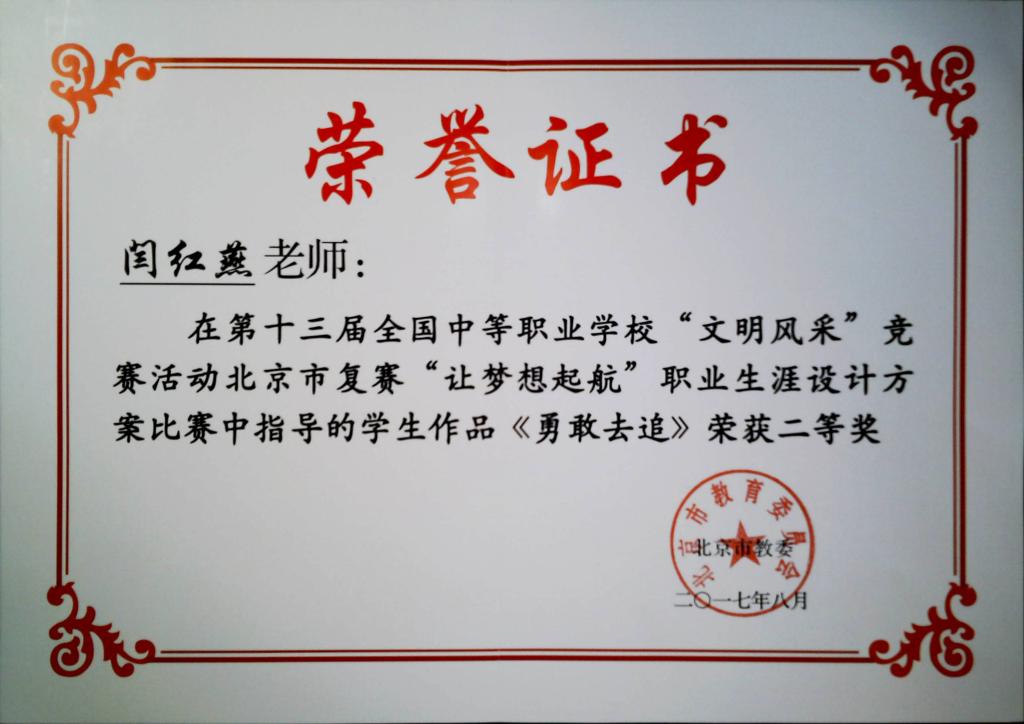 荣誉证书
闫红燕老师：
在第十三届全国中等职业学校“文明风采”竞
赛活动北京市复赛“让梦想起航”职业生涯设计方
案比赛中指导的学生作品《勇敢去追》荣获二等奖
北京市教育委员会
北京市教委
二〇一七年八月